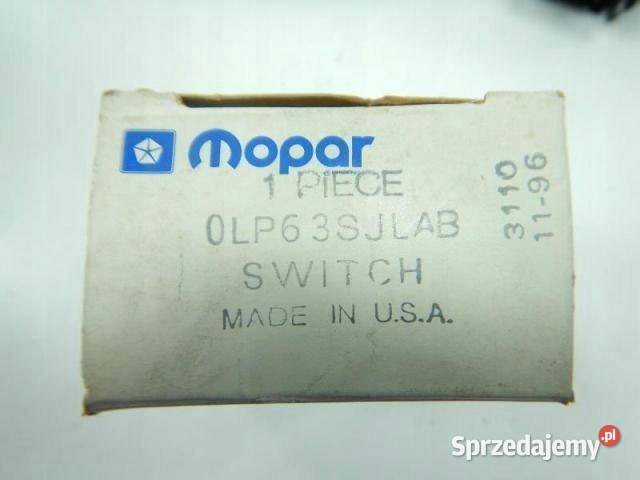 mopar
1 PIECE
0LP63SJLAB
SWITCH
MADE IN U.S.A.
3110
11-96
Sprzedajemy.pl